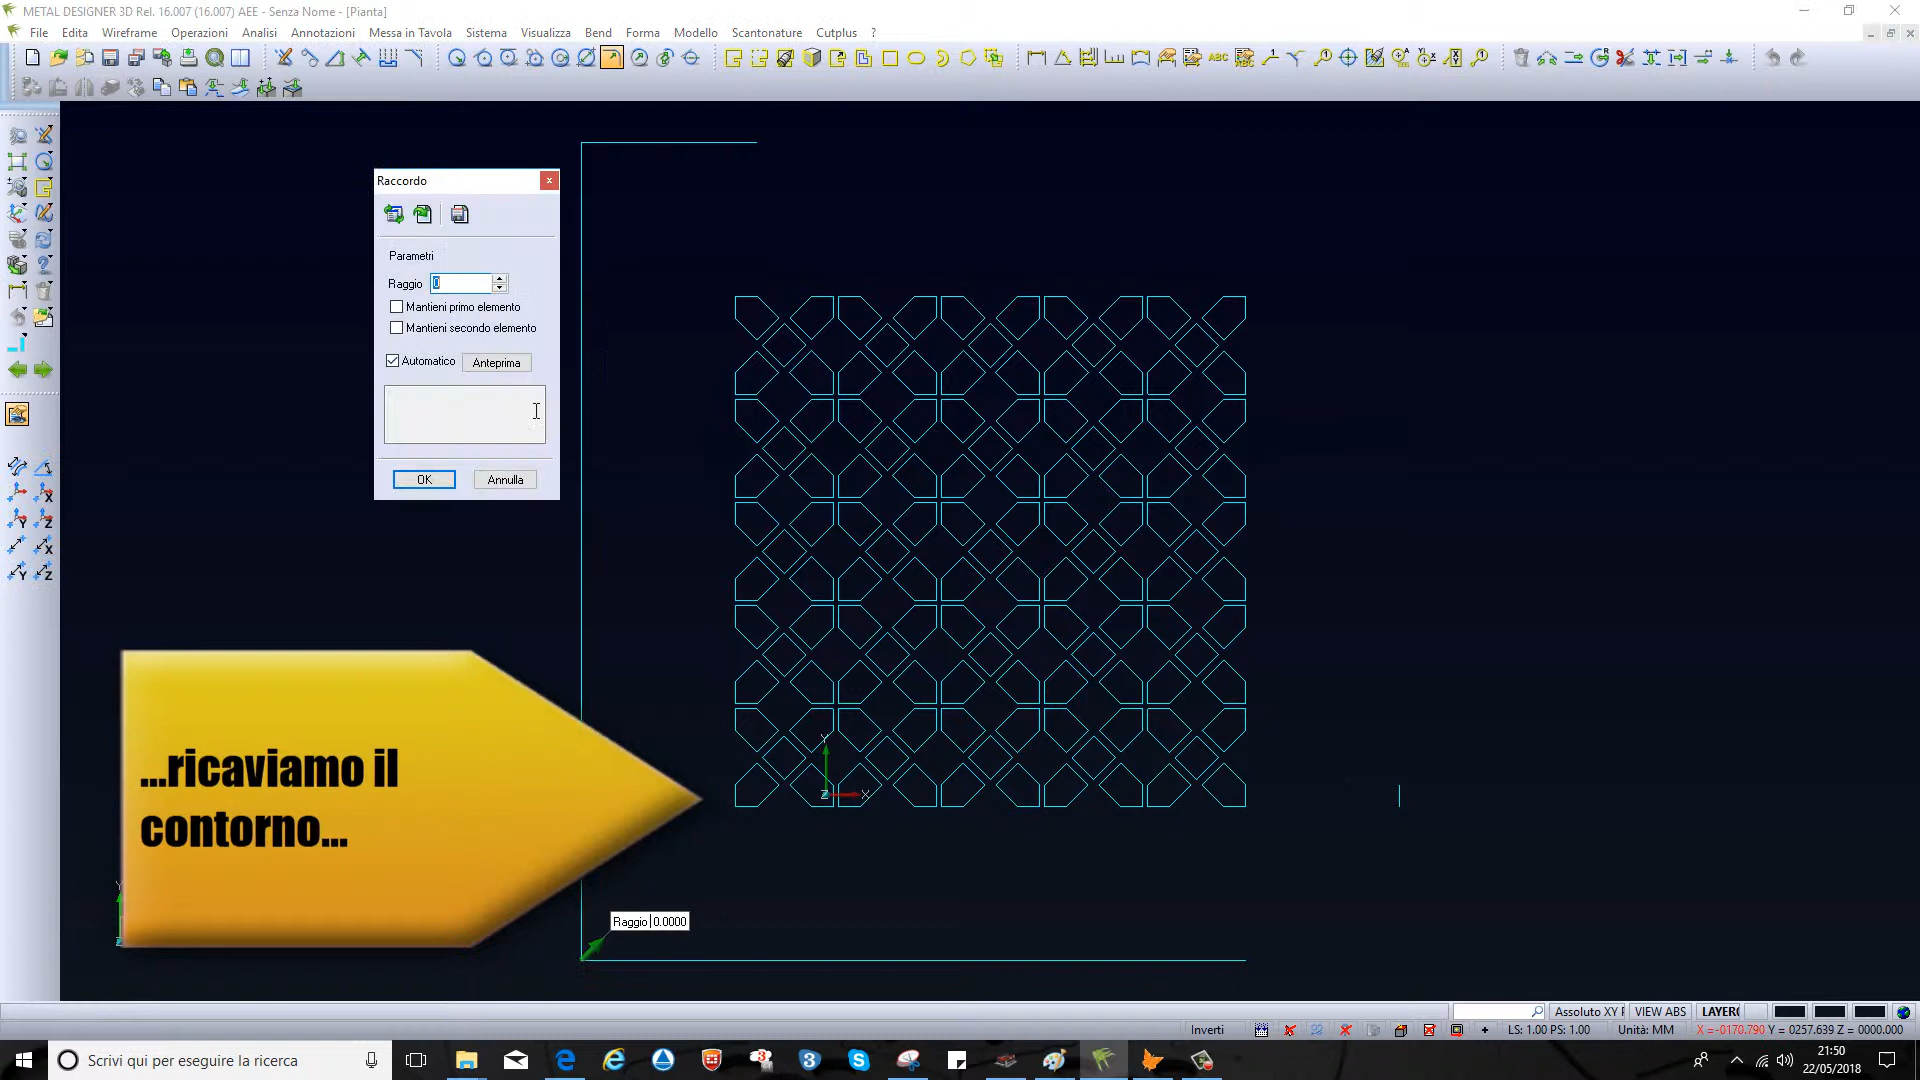 METAL DESIGNER 3D Rel. 16.007 (16.007) AEE - Senza Nome - [Pianta]
File Edita Wireframe Operazioni Analisi Annotazioni Messa in Tavola Sistema Visualizza Bend Forma Modello Scantonature Cutplus ?
Raccordo
Parametri
Raggio 0
Mantieni primo elemento
Mantieni secondo elemento
Automatico Anteprima
OK Annulla
...ricaviamo il
contorno...
Y
X
Z
Raggio 0.0000
Assoluto XY VIEW ABS LAYER
Inverti LS: 1.00 PS: 1.00 Unità: MM X =-0170.790 Y = 0257.639 Z = 0000.000
Scrivi qui per eseguire la ricerca
21:50
22/05/2018